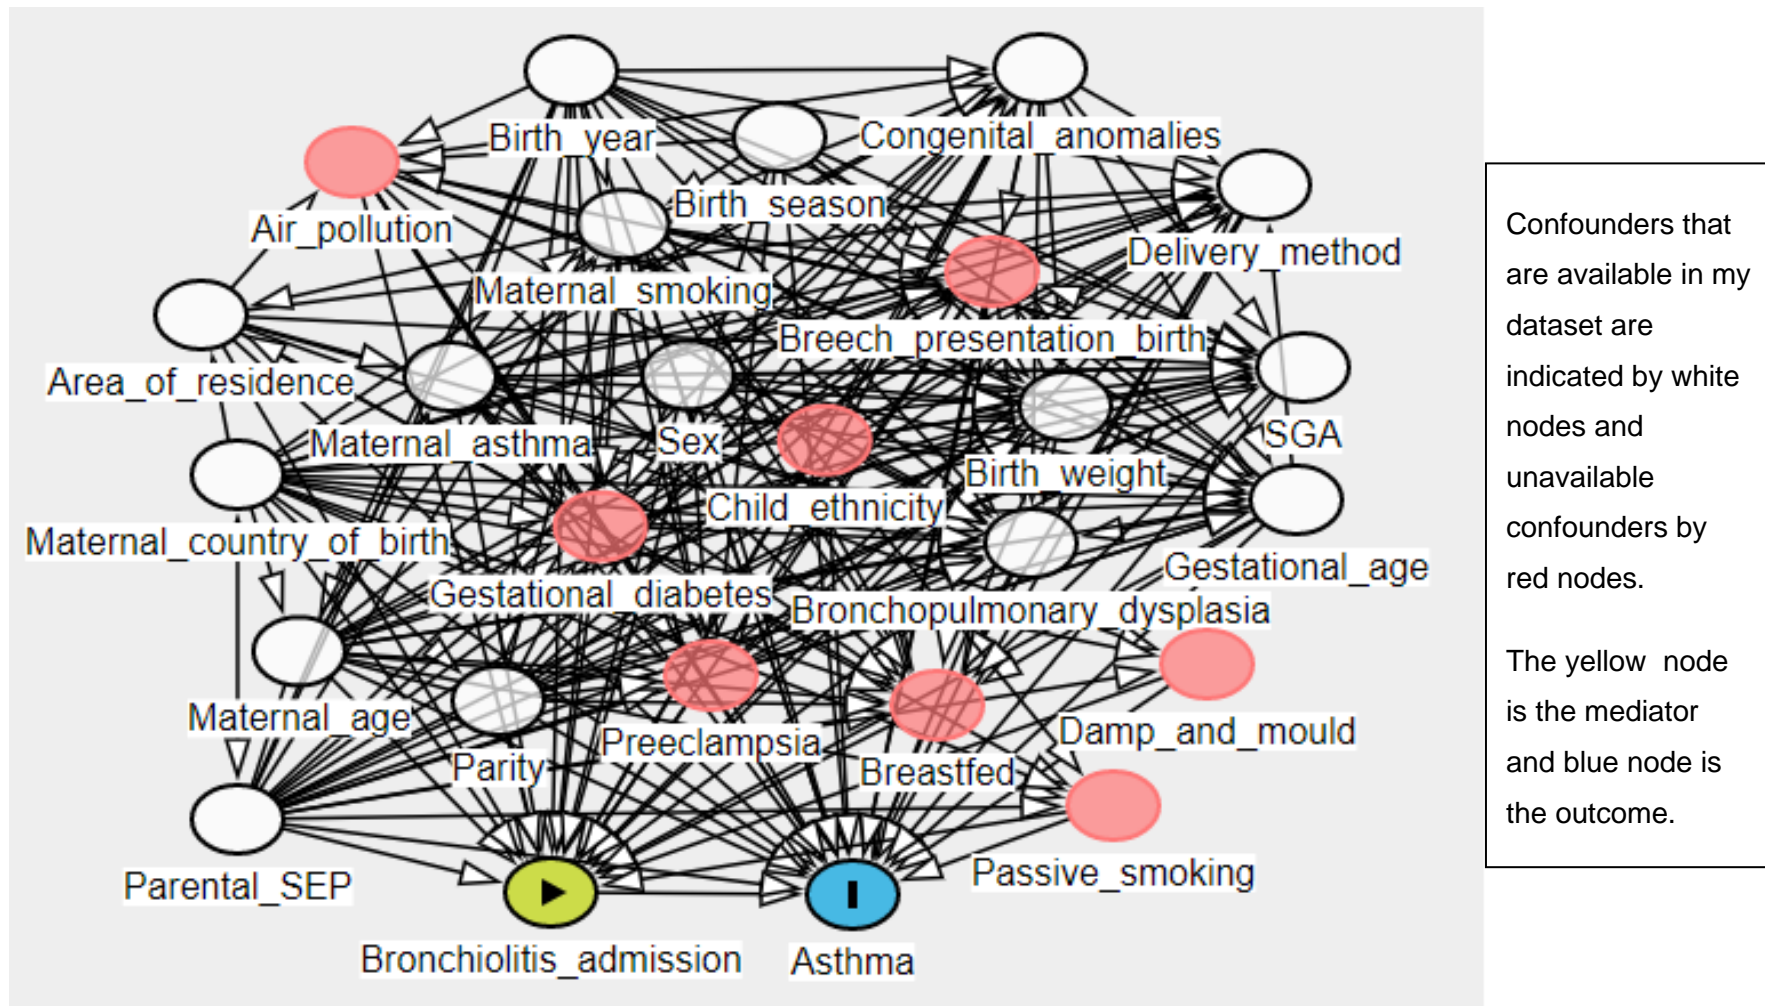 Birth_year
Congenital_anomalies
Air_pollution
Birth_season
Delivery_method
Maternal_smoking
Breech_presentation_birth
Area_of_residence
Maternal_asthma
Sex
SGA
Birth_weight
Child_ethnicity
Maternal_country_of_birth
Gestational_age
Gestational_diabetes
Bronchopulmonary_dysplasia
Maternal_age
Preeclampsia
Damp_and_mould
Parity
Breastfed
Parental_SEP
Passive_smoking
Bronchiolitis_admission
Asthma
Confounders that
are available in my
dataset are
indicated by white
nodes and
unavailable
confounders by
red nodes.
The yellow node
is the mediator
and blue node is
the outcome.